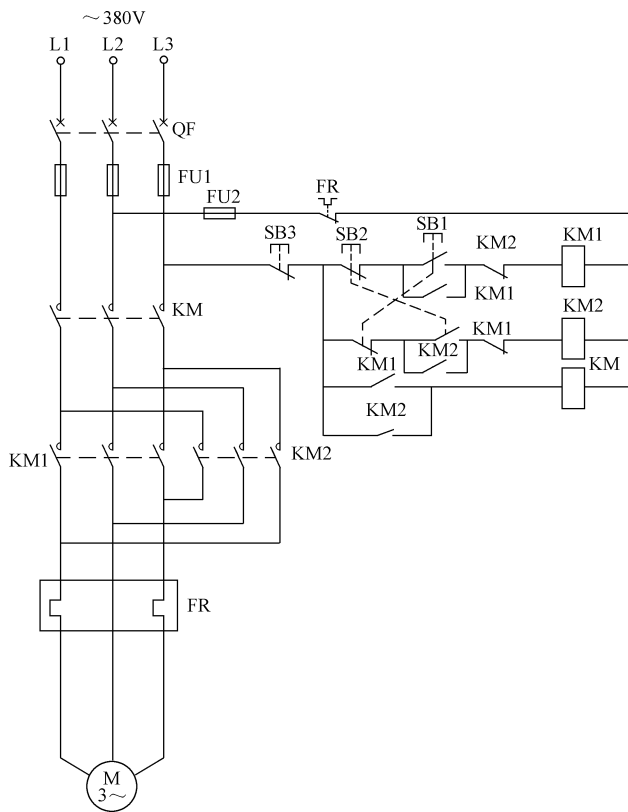 ～380V
L1 L2 L3
QF
FU1
FU2 FR
SB3 SB2 SB1
KM2 KM1
KM1
KM2
KM KM1
KM2 KM
KM1
KM2
KM1 KM2
FR
M
3～